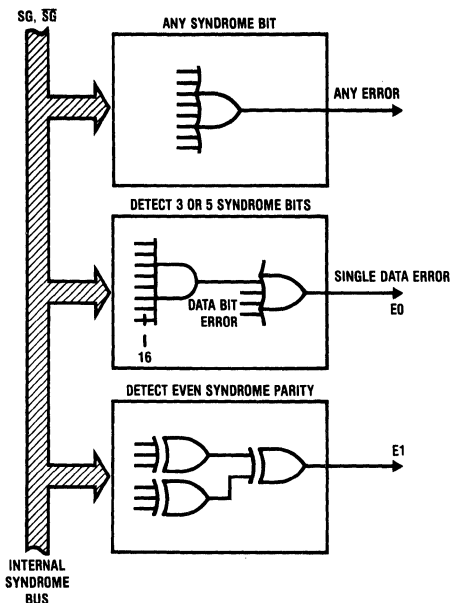 SG, S̅G̅
ANY SYNDROME BIT
ANY ERROR
DETECT 3 OR 5 SYNDROME BITS
SINGLE DATA ERROR
E0
DATA BIT
ERROR
16
DETECT EVEN SYNDROME PARITY
E1
INTERNAL
SYNDROME
BUS